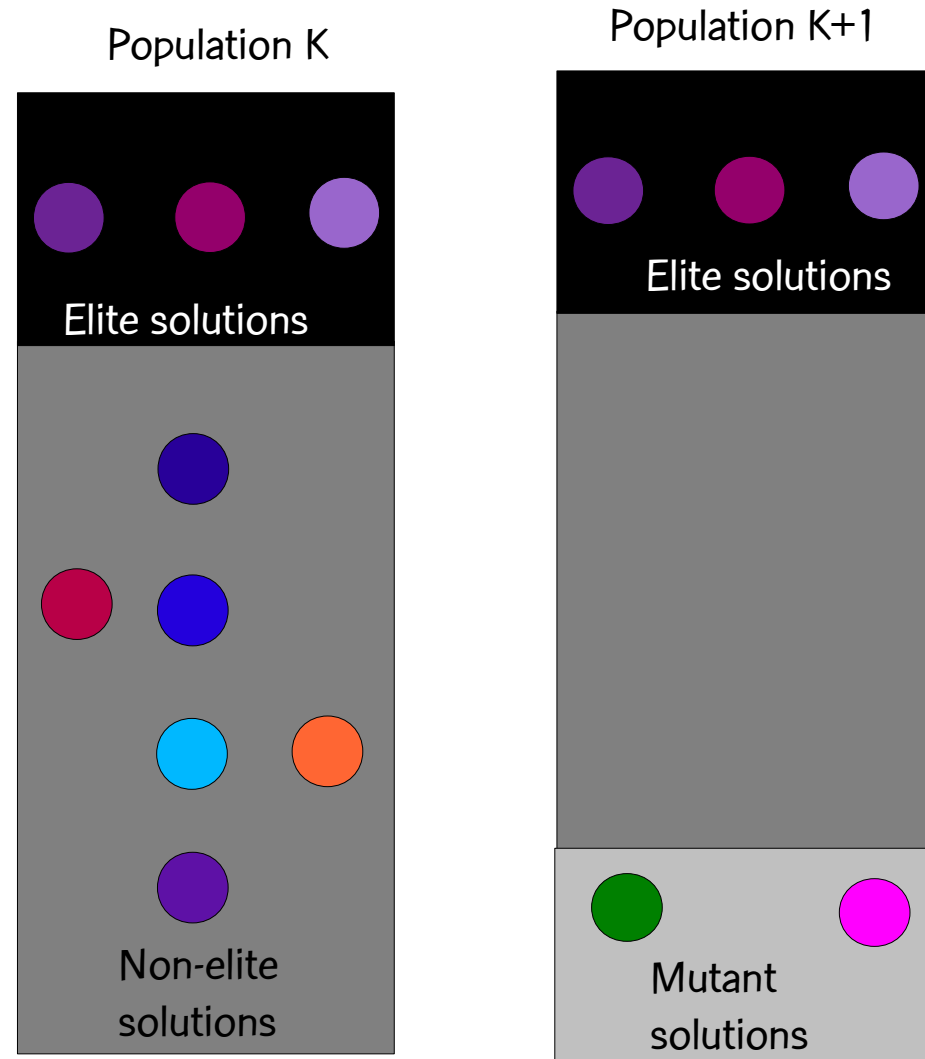 Population K
Population K+1
Elite solutions
Elite solutions
Non-elite
solutions
Mutant
solutions